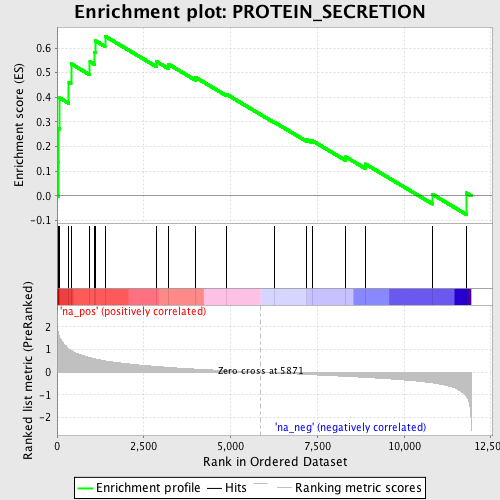 Enrichment plot: PROTEIN_SECRETION
Enrichment score (ES)
0.6
0.5
0.4
0.3
0.2
0.1
0.0
-0.1
'na_pos' (positively correlated)
Ranked list metric (PreRanked)
2
1
0
-1
-2
Zero cross at 5871
'na_neg' (negatively correlated)
0 2,500 5,000 7,500 10,000 12,500
Rank in Ordered Dataset
Enrichment profile Hits Ranking metric scores